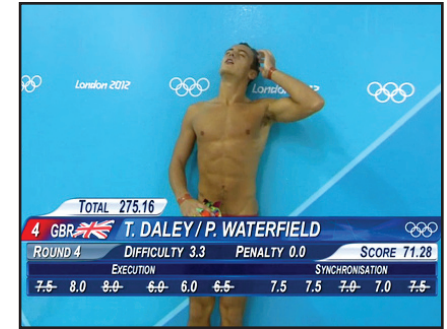 London 2012
TOTAL 275.16
4 GBR T. DALEY / P. WATERFIELD
ROUND 4 DIFFICULTY 3.3 PENALTY 0.0 SCORE 71.28
EXECUTION SYNCHRONISATION
7.5 8.0 8.0 6.0 6.0 6.5 7.5 7.5 7.0 7.0 7.5